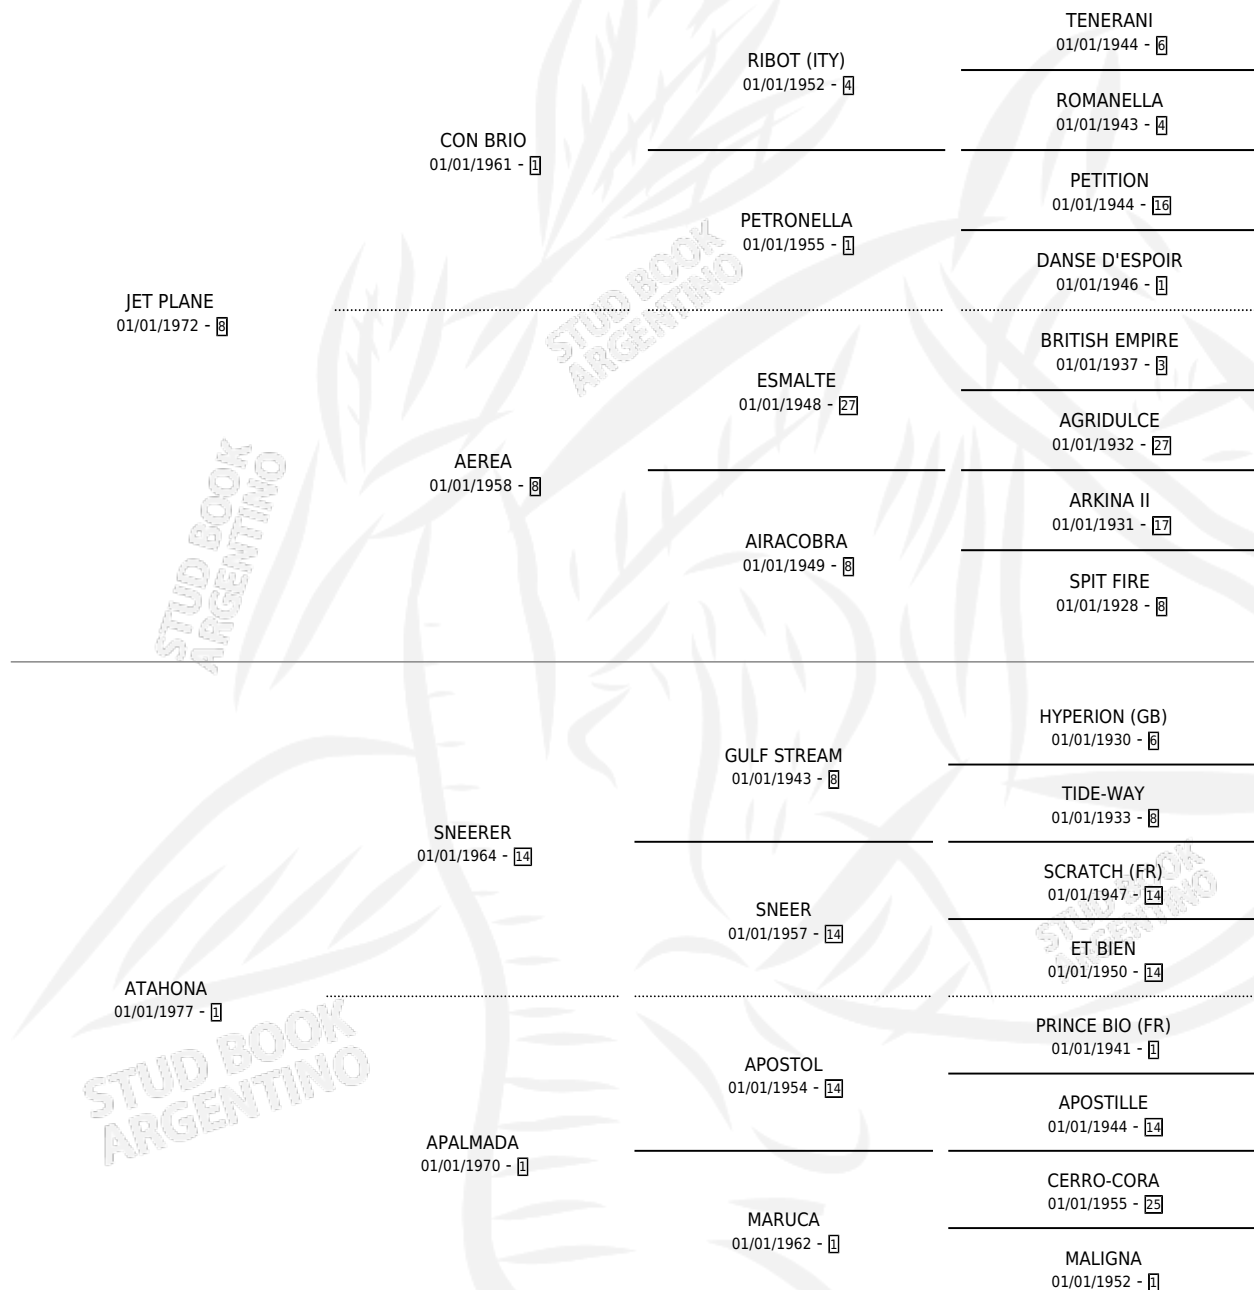 TENERANI
01/01/1944 - 6
RIBOT (ITY)
01/01/1952 - 4
ROMANELLA
01/01/1943 - 4
CON BRIO
01/01/1961 - 1
PETITION
01/01/1944 - 16
PETRONELLA
01/01/1955 - 1
DANSE D'ESPOIR
01/01/1946 - 1
JET PLANE
01/01/1972 - 8
BRITISH EMPIRE
01/01/1937 - 3
ESMALTE
01/01/1948 - 27
AGRIDULCE
01/01/1932 - 27
AEREA
01/01/1958 - 8
ARKINA II
01/01/1931 - 17
AIRACOBRA
01/01/1949 - 8
SPIT FIRE
01/01/1928 - 8
HYPERION (GB)
01/01/1930 - 6
GULF STREAM
01/01/1943 - 8
TIDE-WAY
01/01/1933 - 8
SNEERER
01/01/1964 - 14
SCRATCH (FR)
01/01/1947 - 14
SNEER
01/01/1957 - 14
ET BIEN
01/01/1950 - 14
ATAHONA
01/01/1977 - 1
PRINCE BIO (FR)
01/01/1941 - 1
APOSTOL
01/01/1954 - 14
APOSTILLE
01/01/1944 - 14
APALMADA
01/01/1970 - 1
CERRO-CORA
01/01/1955 - 25
MARUCA
01/01/1962 - 1
MALIGNA
01/01/1952 - 1
STUD BOOK
ARGENTINO
STUD BOOK
ARGENTINO
STUD BOOK
ARGENTINO
STUD BOOK
ARGENTINO